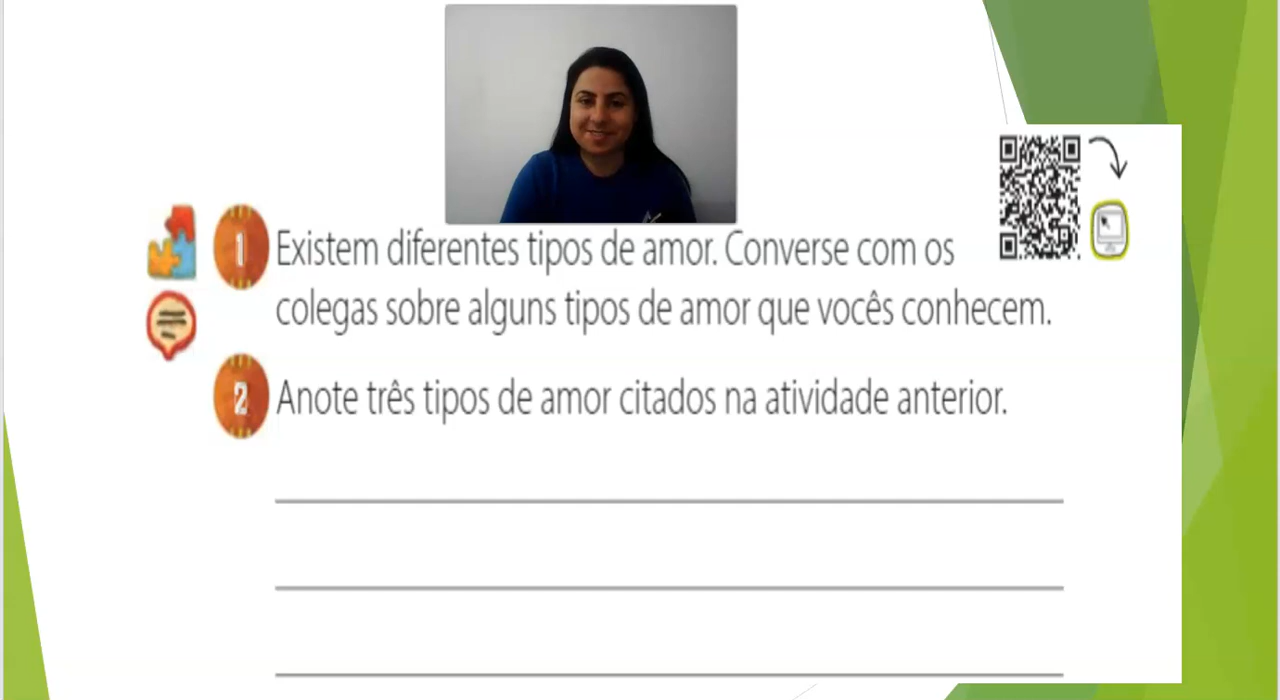 1 Existem diferentes tipos de amor. Converse com os
colegas sobre alguns tipos de amor que vocês conhecem.
2 Anote três tipos de amor citados na atividade anterior.